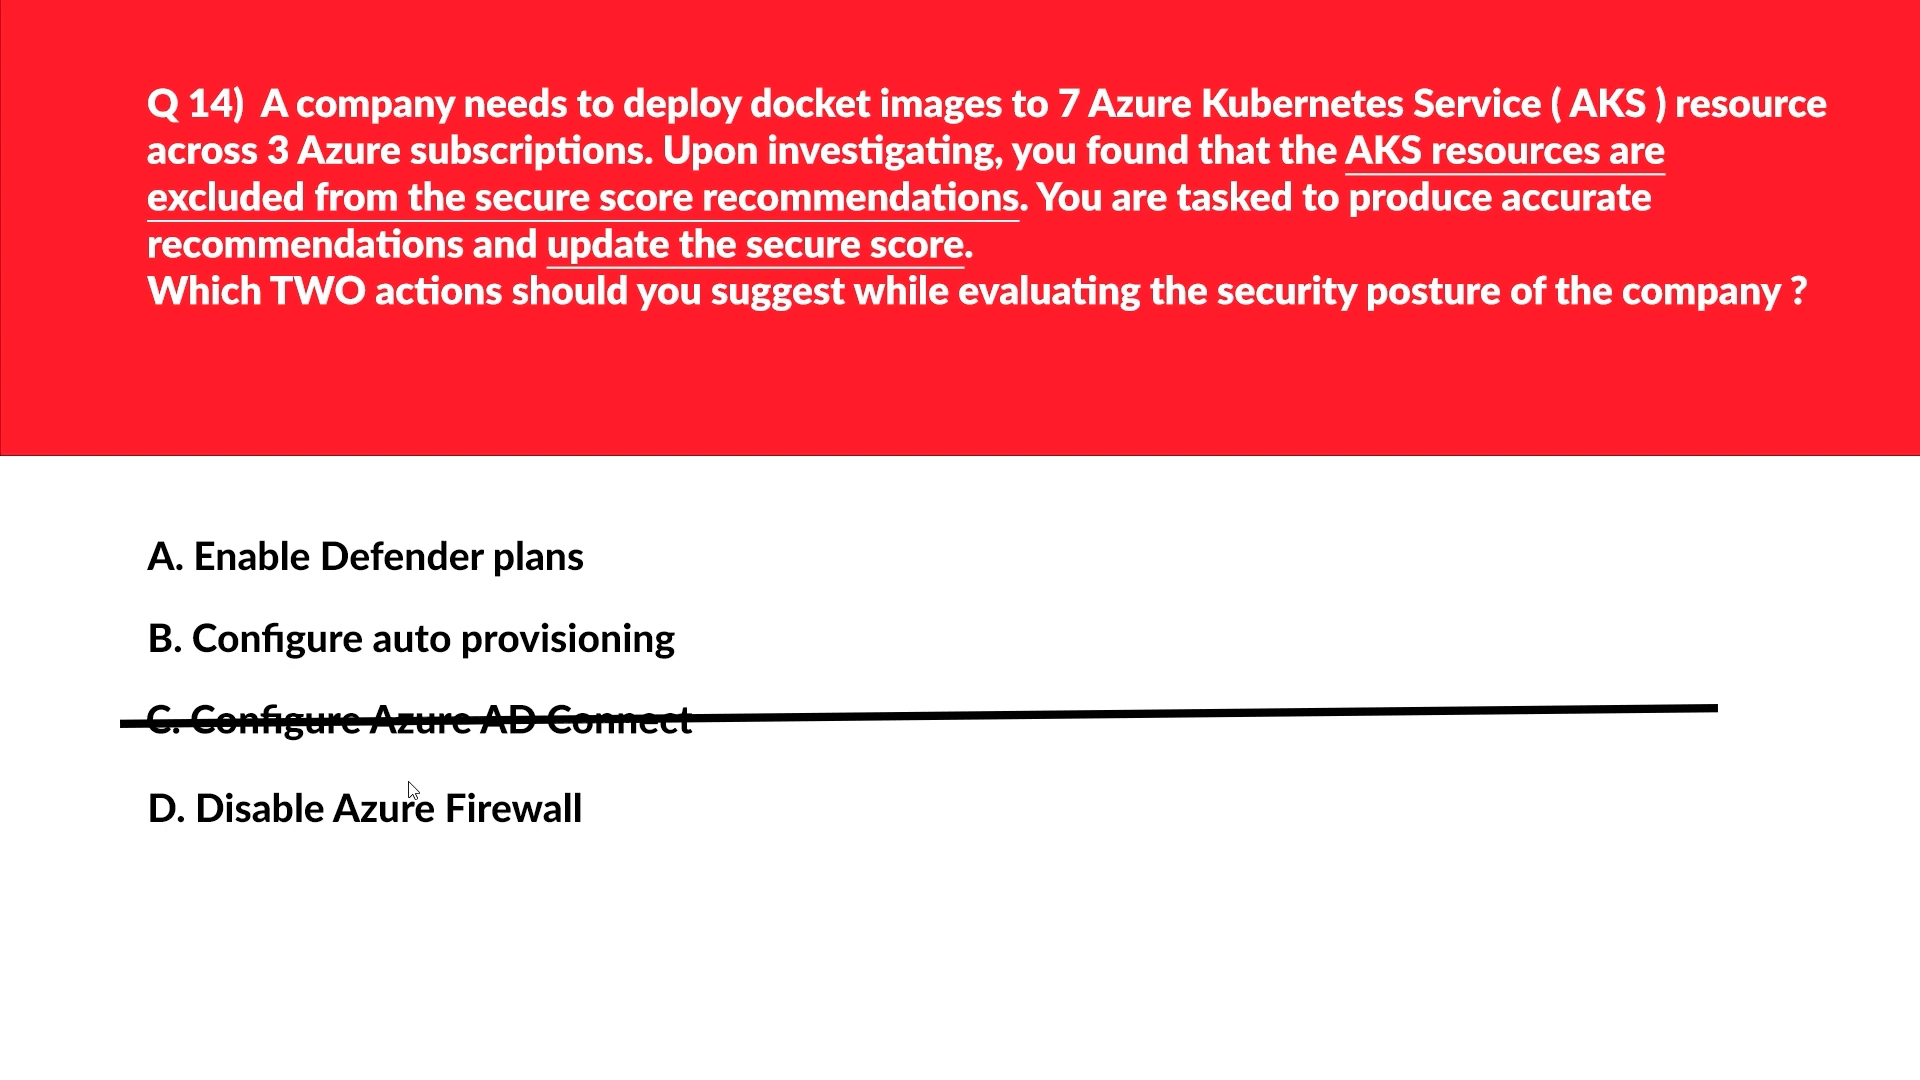 Q 14) A company needs to deploy docket images to 7 Azure Kubernetes Service ( AKS ) resource
across 3 Azure subscriptions. Upon investigating, you found that the AKS resources are
excluded from the secure score recommendations. You are tasked to produce accurate
recommendations and update the secure score.
Which TWO actions should you suggest while evaluating the security posture of the company ?
A. Enable Defender plans
B. Configure auto provisioning
C. Configure Azure AD Connect
D. Disable Azure Firewall